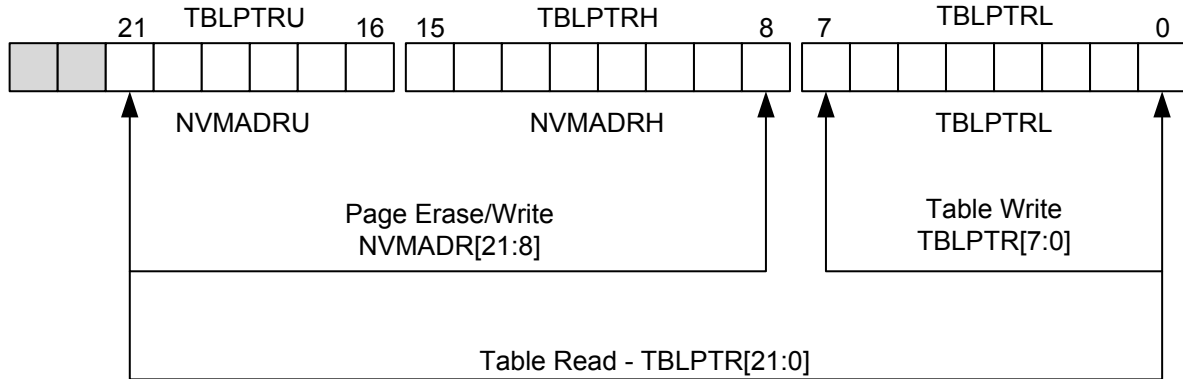 TBLPTRU TBLPTRH TBLPTRL
21 16 15 8 7 0
NVMADRU NVMADRH TBLPTRL
Page Erase/Write
NVMADR[21:8]
Table Write
TBLPTR[7:0]
Table Read - TBLPTR[21:0]